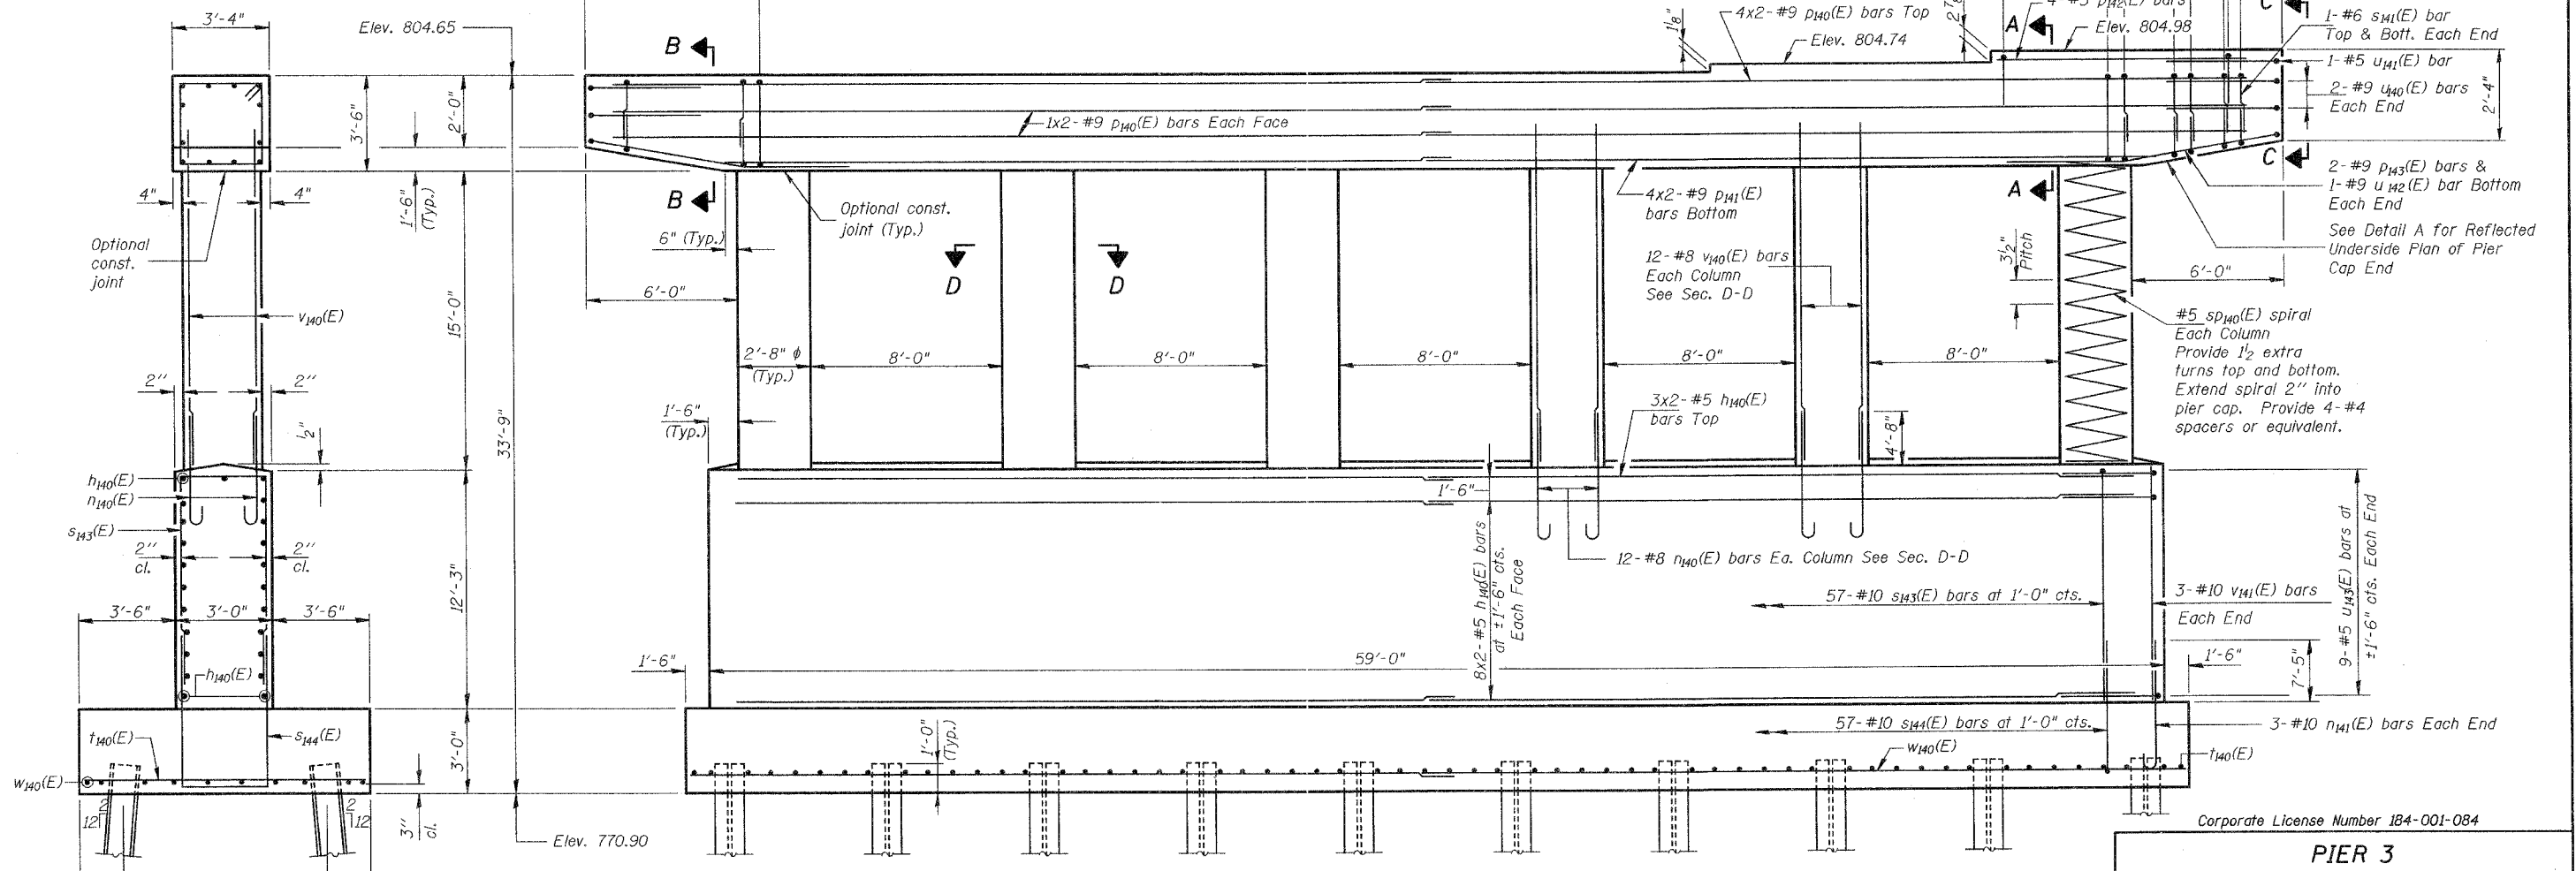 3'-4"
Elev. 804.65
B
4x2-#9 p140(E) bars Top
1 1/8"
Elev. 804.74
A
Elev. 804.98
C
1-#6 s141(E) bar
Top & Bott. Each End
1-#5 u141(E) bar
2-#9 u140(E) bars
Each End
2'-4"
3'-6"
2'-0"
1x2-#9 p140(E) bars Each Face
C
2-#9 p143(E) bars &
1-#9 u142(E) bar Bottom
Each End
See Detail A for Reflected
Underside Plan of Pier
Cap End
4"
4"
1'-6"
(Typ.)
B
Optional const.
joint (Typ.)
4x2-#9 p141(E)
bars Bottom
A
Optional
const.
joint
6" (Typ.)
D
D
12-#8 v140(E) bars
Each Column
See Sec. D-D
3 1/2"
Pitch
6'-0"
6'-0"
v140(E)
15'-0"
#5 sp140(E) spiral
Each Column
Provide 1 1/2 extra
turns top and bottom.
Extend spiral 2" into
pier cap. Provide 4-#4
spacers or equivalent.
2'-8" ϕ
(Typ.)
8'-0"
8'-0"
8'-0"
8'-0"
8'-0"
2"
2"
1'-6"
(Typ.)
3x2-#5 h140(E)
bars Top
4'-8"
1/2"
33'-9"
h140(E)
n140(E)
s143(E)
1'-6"
2"
cl.
2"
cl.
12-#8 n140(E) bars Ea. Column See Sec. D-D
8x2-#5 h140(E) bars
at ±1'-6" cts.
Each Face
12'-3"
3'-6"
3'-0"
3'-6"
57-#10 s143(E) bars at 1'-0" cts.
3-#10 v141(E) bars
Each End
9-#5 u143(E) bars at
±1'-6" cts. Each End
h140(E)
1'-6"
59'-0"
1'-6"
7'-5"
t140(E)
s144(E)
3'-0"
1'-0"
(Typ.)
57-#10 s144(E) bars at 1'-0" cts.
3-#10 n141(E) bars Each End
w140(E)
t140(E)
w140(E)
2
12
2
12
3"
cl.
Elev. 770.90
Corporate License Number 184-001-084
PIER 3